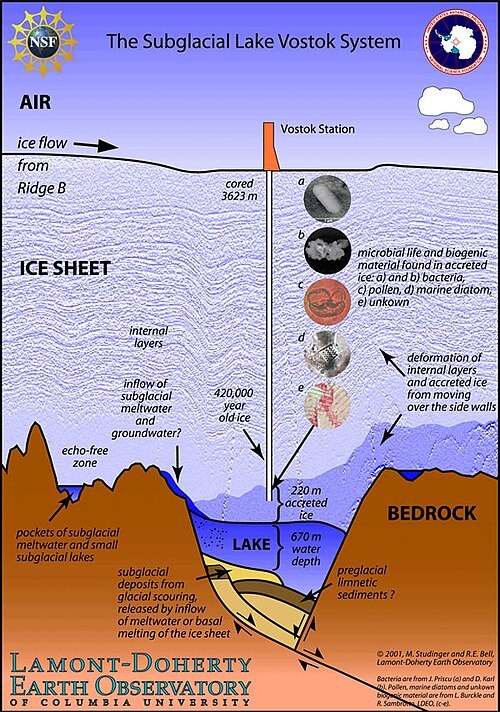 NSF
The Subglacial Lake Vostok System
AIR
ice flow
from
Ridge B
Vostok Station
cored
3623 m
a
b
c
d
e
microbial life and biogenic
material found in accreted
ice: a) and b) bacteria,
c) pollen, d) marine diatom,
e) unkown
ICE SHEET
internal
layers
deformation of
internal layers
and accreted ice
from moving
over the side walls
inflow of
subglacial
meltwater
and
groundwater?
420,000
year
old ice
echo-free
zone
220 m
accreted
ice
BEDROCK
LAKE
670 m
water
depth
pockets of subglacial
meltwater and small
subglacial lakes
subglacial
deposits from
glacial scouring,
released by inflow
of meltwater or basal
melting of the ice sheet
preglacial
limnetic
sediments ?
LAMONT-DOHERTY
EARTH OBSERVATORY
OF COLUMBIA UNIVERSITY
© 2001, M. Studinger and R.E. Bell,
Lamont-Doherty Earth Observatory
Bacteria are from J. Priscu (a) and D. Karl
(b), Pollen, marine diatoms and unknown
biogenic material are from L. Burckle and
R. Sambrotto, LDEO, (c-e).